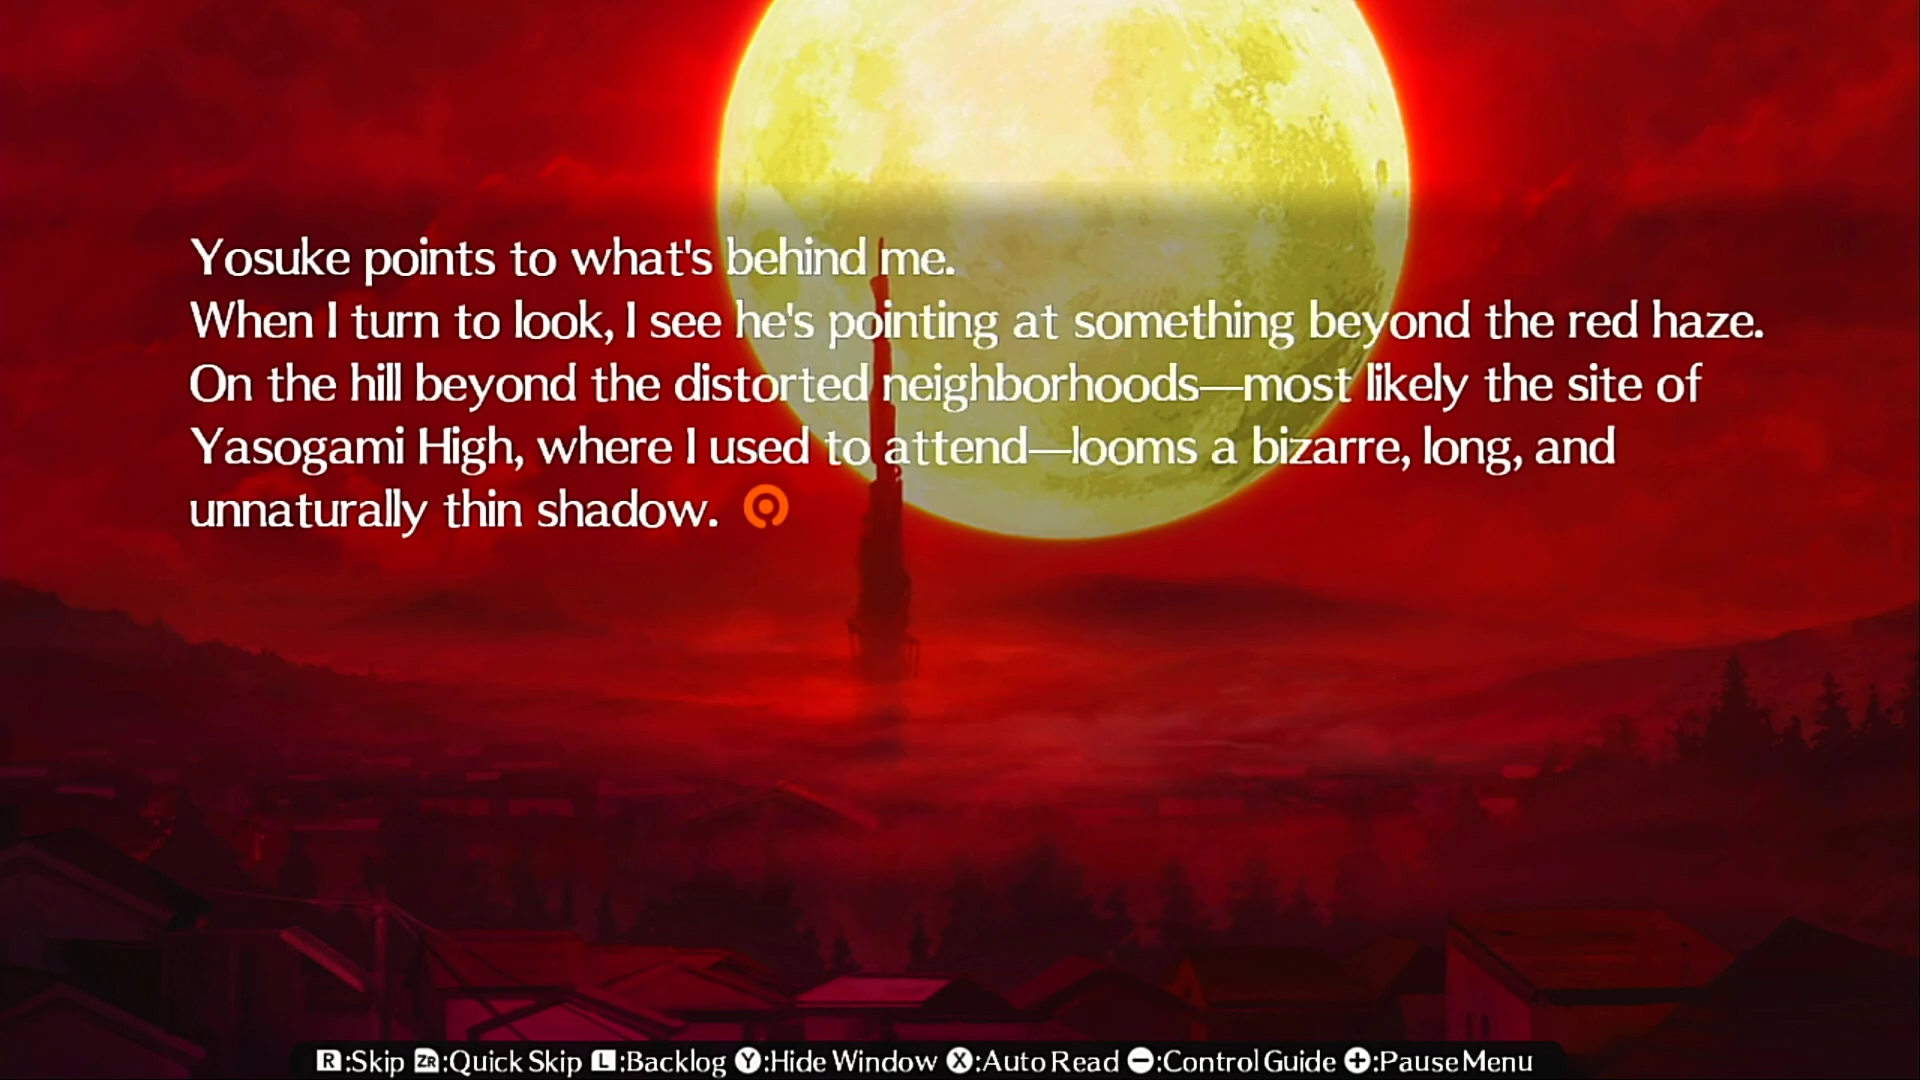 Yosuke points to what's behind me.
When I turn to look, I see he's pointing at something beyond the red haze.
On the hill beyond the distorted neighborhoods—most likely the site of
Yasogami High, where I used to attend—looms a bizarre, long, and
unnaturally thin shadow.
R:Skip ZR:Quick Skip L:Backlog Y:Hide Window X:Auto Read −:Control Guide +:Pause Menu